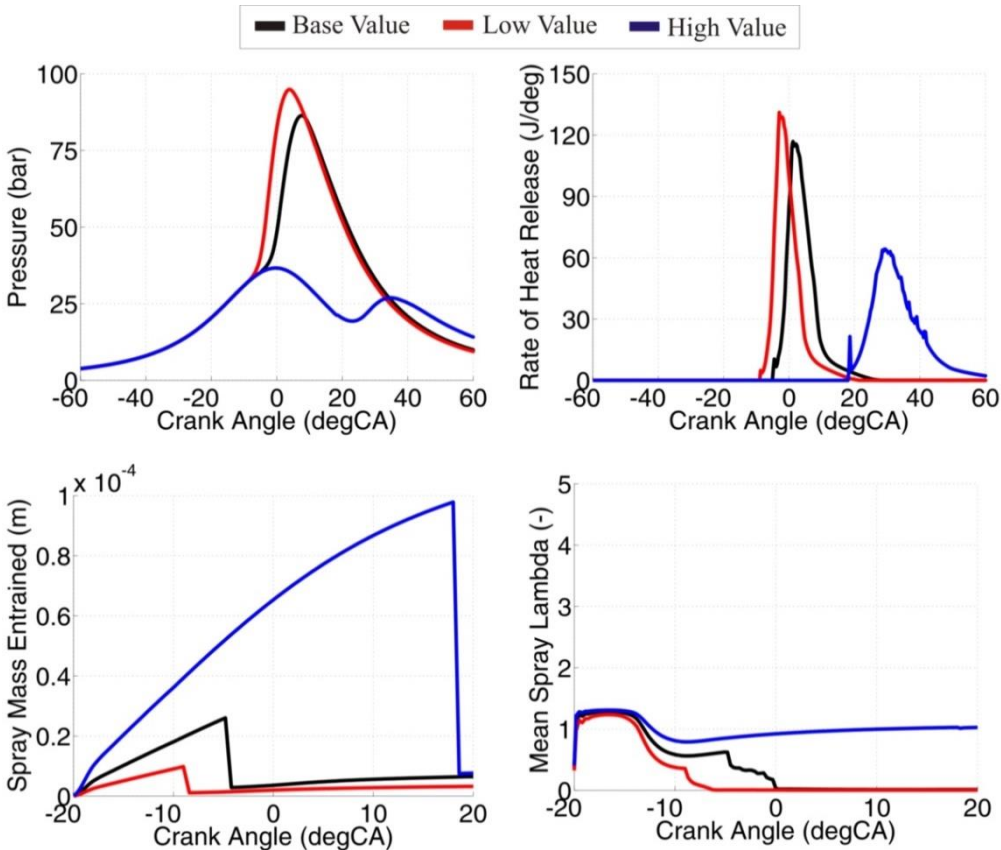 Base Value Low Value High Value
Pressure (bar)
100
75
50
25
0
-60 -40 -20 0 20 40 60
Crank Angle (degCA)
Rate of Heat Release (J/deg)
150
120
90
60
30
0
-60 -40 -20 0 20 40 60
Crank Angle (degCA)
Spray Mass Entrained (m)
x 10-4
1
0.8
0.6
0.4
0.2
0
-20 -10 0 10 20
Crank Angle (degCA)
Mean Spray Lambda (-)
5
4
3
2
1
0
-20 -10 0 10 20
Crank Angle (degCA)